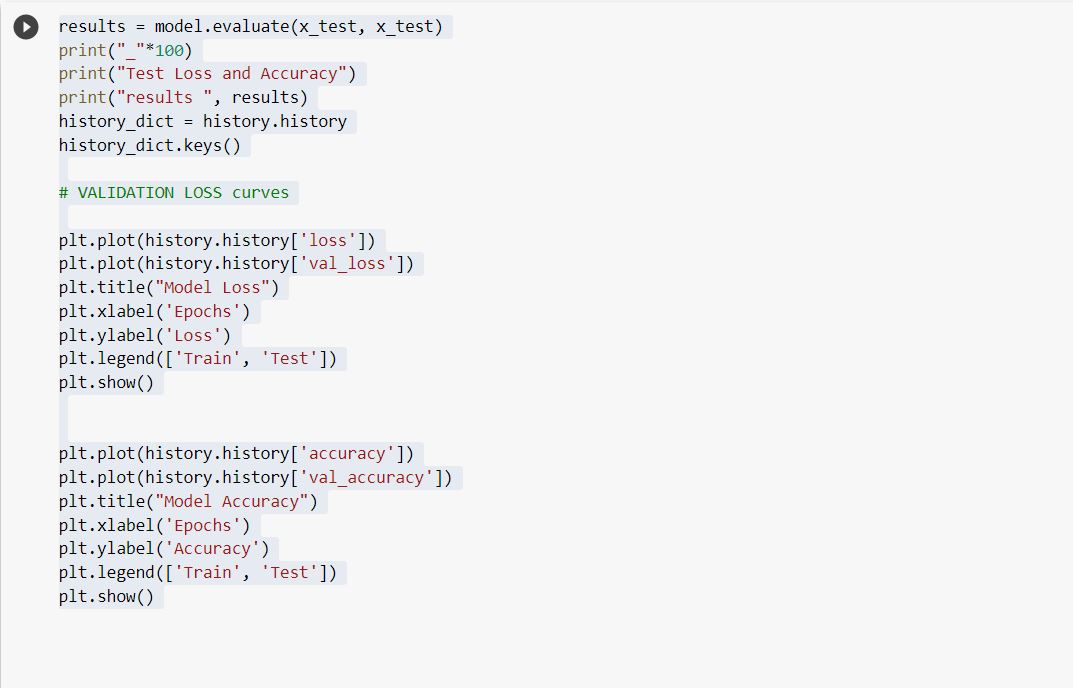 results = model.evaluate(x_test, x_test)
print("_"*100)
print("Test Loss and Accuracy")
print("results ", results)
history_dict = history.history
history_dict.keys()
# VALIDATION LOSS curves
plt.plot(history.history['loss'])
plt.plot(history.history['val_loss'])
plt.title("Model Loss")
plt.xlabel('Epochs')
plt.ylabel('Loss')
plt.legend(['Train', 'Test'])
plt.show()
plt.plot(history.history['accuracy'])
plt.plot(history.history['val_accuracy'])
plt.title("Model Accuracy")
plt.xlabel('Epochs')
plt.ylabel('Accuracy')
plt.legend(['Train', 'Test'])
plt.show()